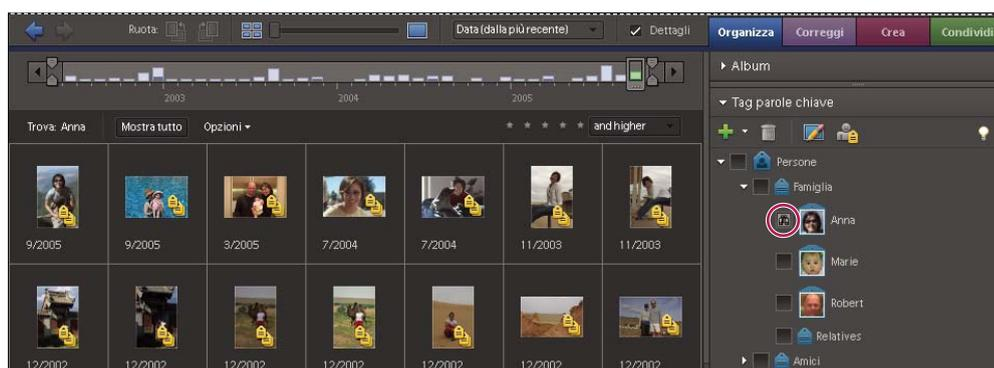 Ruota:
Data (dalla più recente)
Dettagli
Organizza
Correggi
Crea
Condividi
Album
2003
2004
2005
Tag parole chiave
Trova: Anna
Mostra tutto
Opzioni
and higher
Persone
Famiglia
Anna
9/2005
9/2005
3/2005
7/2004
7/2004
11/2003
11/2003
Marie
Robert
Relatives
12/2002
12/2002
12/2002
12/2002
12/2002
12/2002
12/2002
Amici